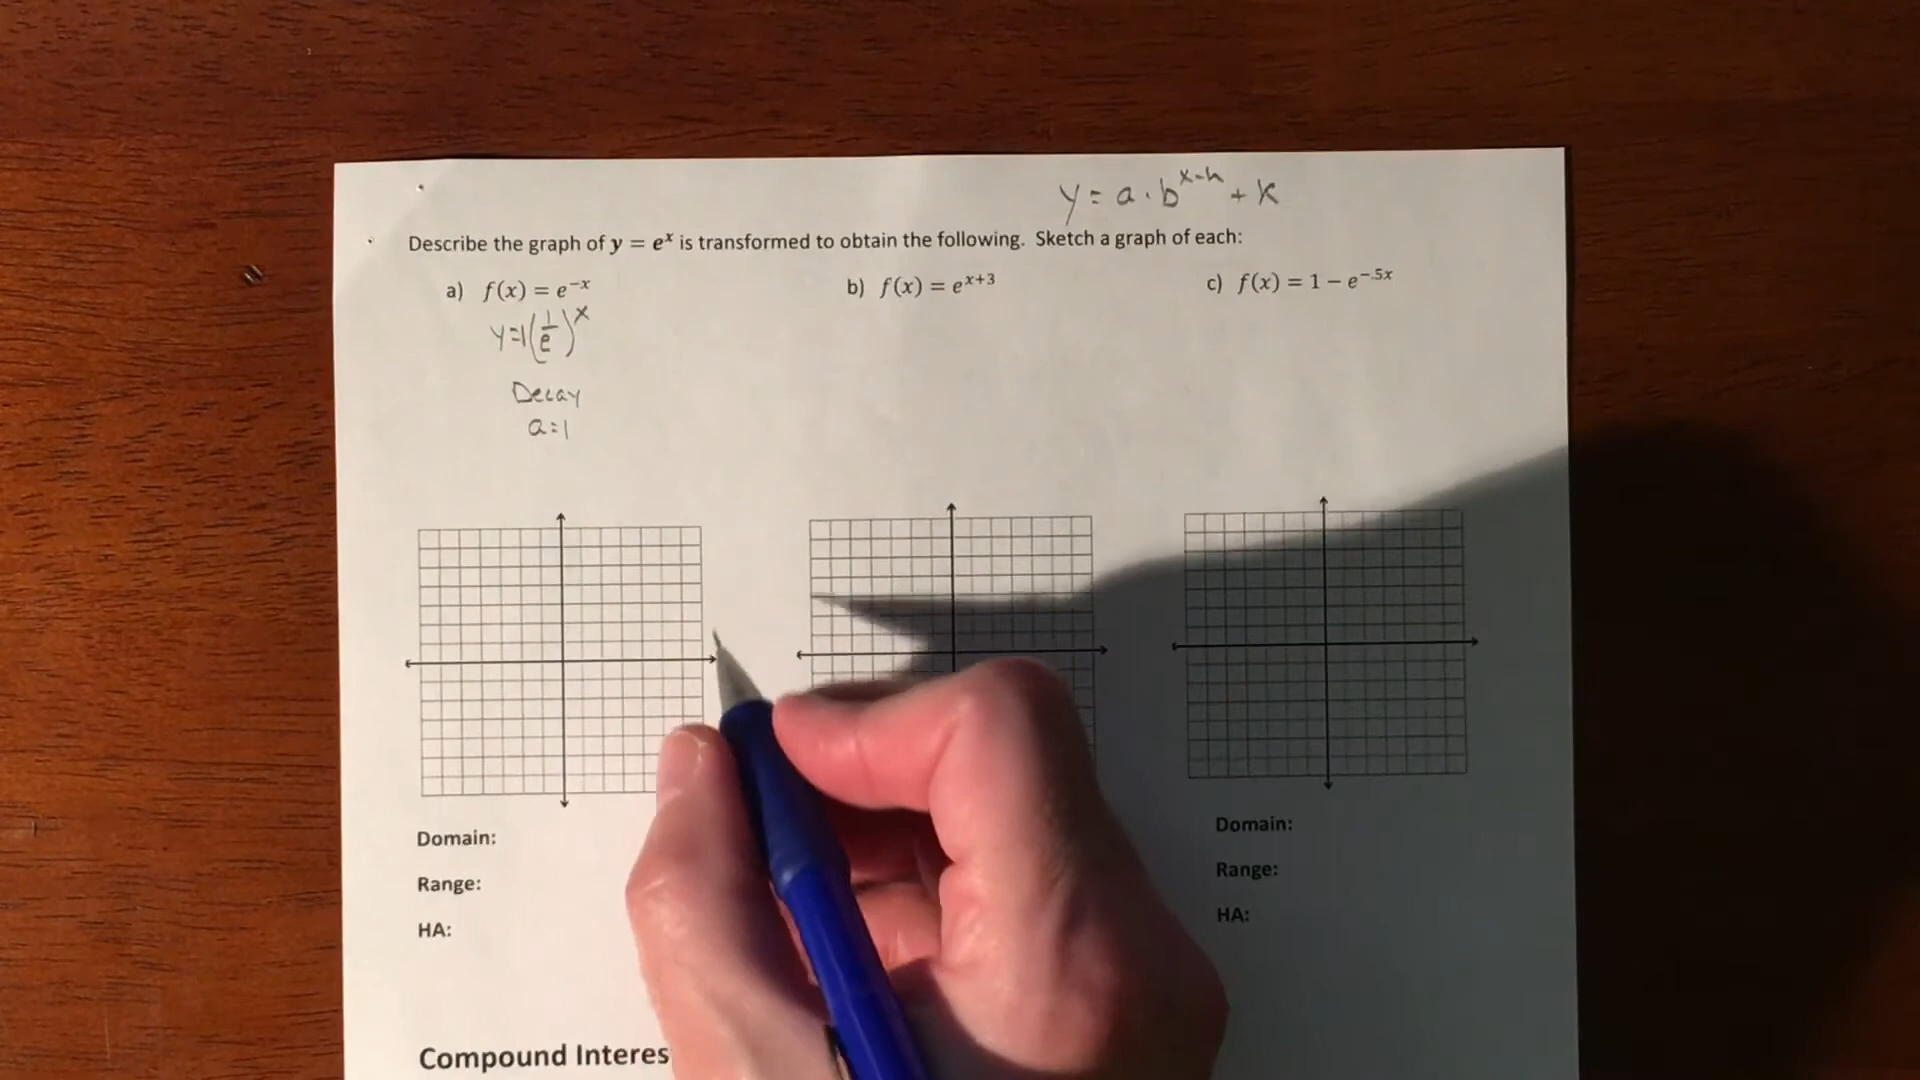 y = a · b^(x-h) + k
Describe the graph of y = e^x is transformed to obtain the following. Sketch a graph of each:
a) f(x) = e^(−x)
b) f(x) = e^(x+3)
c) f(x) = 1 − e^(−.5x)
y=1(1/e)^x
Decay
a=1
Domain:
Domain:
Range:
Range:
HA:
HA:
Compound Interes